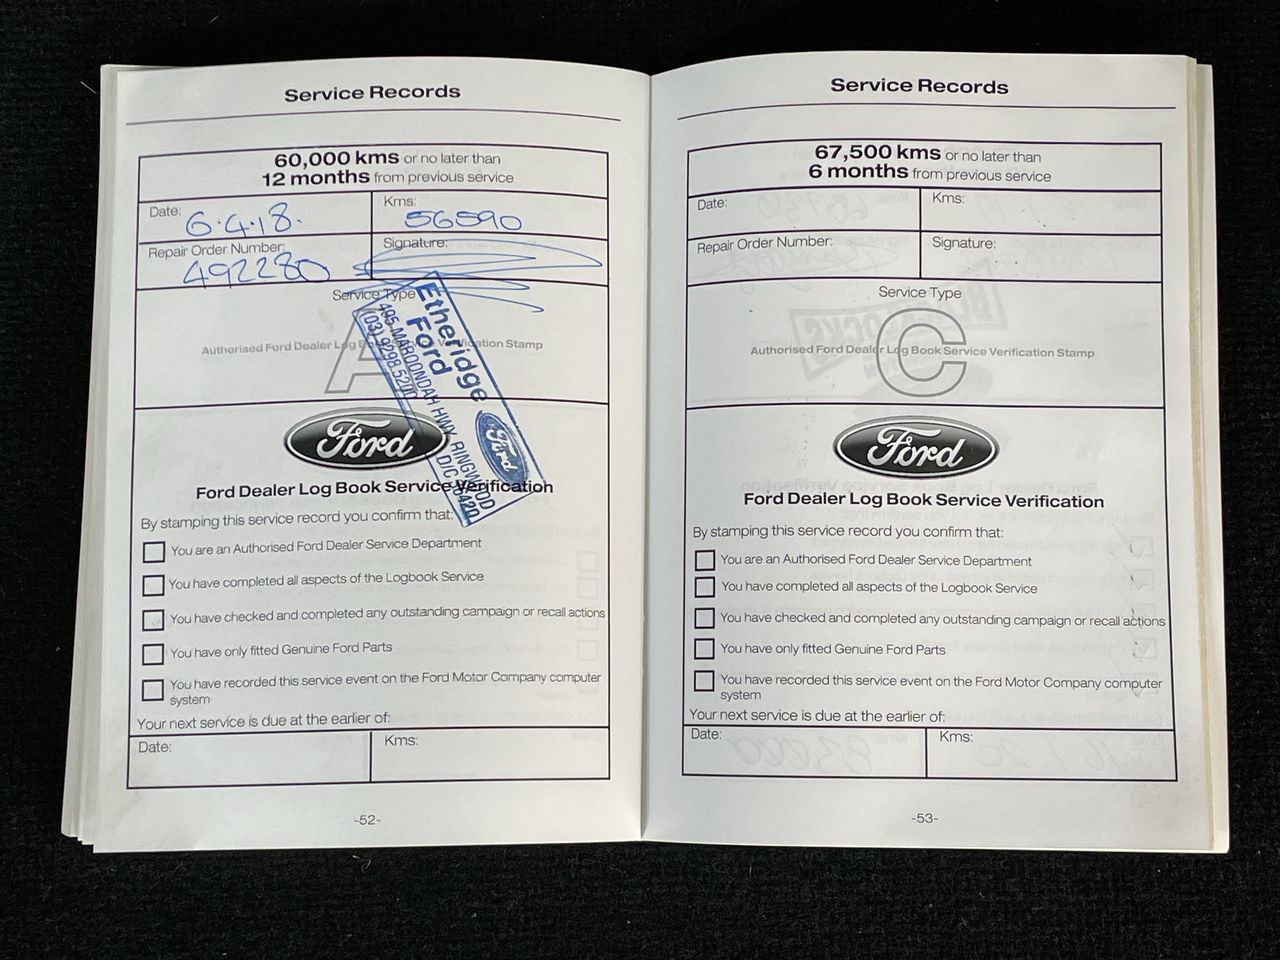 Service Records
60,000 kms or no later than
12 months from previous service
Date: 6.4.18.
Kms: 56590
Repair Order Number: 492280
Signature:
Service Type
A
Authorised Ford Dealer Log Book Service Verification Stamp
Etheridge
Ford
495 MAROONDAH HWY, RINGWOOD
(03) 9298 5200
Ford
Ford
Ford Dealer Log Book Service Verification
By stamping this service record you confirm that:
You are an Authorised Ford Dealer Service Department
You have completed all aspects of the Logbook Service
You have checked and completed any outstanding campaign or recall actions
You have only fitted Genuine Ford Parts
You have recorded this service event on the Ford Motor Company computer
system
Your next service is due at the earlier of:
Date:
Kms:
-52-
Service Records
67,500 kms or no later than
6 months from previous service
Date:
Kms:
Repair Order Number:
Signature:
Service Type
C
Authorised Ford Dealer Log Book Service Verification Stamp
Ford
Ford Dealer Log Book Service Verification
By stamping this service record you confirm that:
You are an Authorised Ford Dealer Service Department
You have completed all aspects of the Logbook Service
You have checked and completed any outstanding campaign or recall actions
You have only fitted Genuine Ford Parts
You have recorded this service event on the Ford Motor Company computer
system
Your next service is due at the earlier of:
Date:
Kms:
-53-